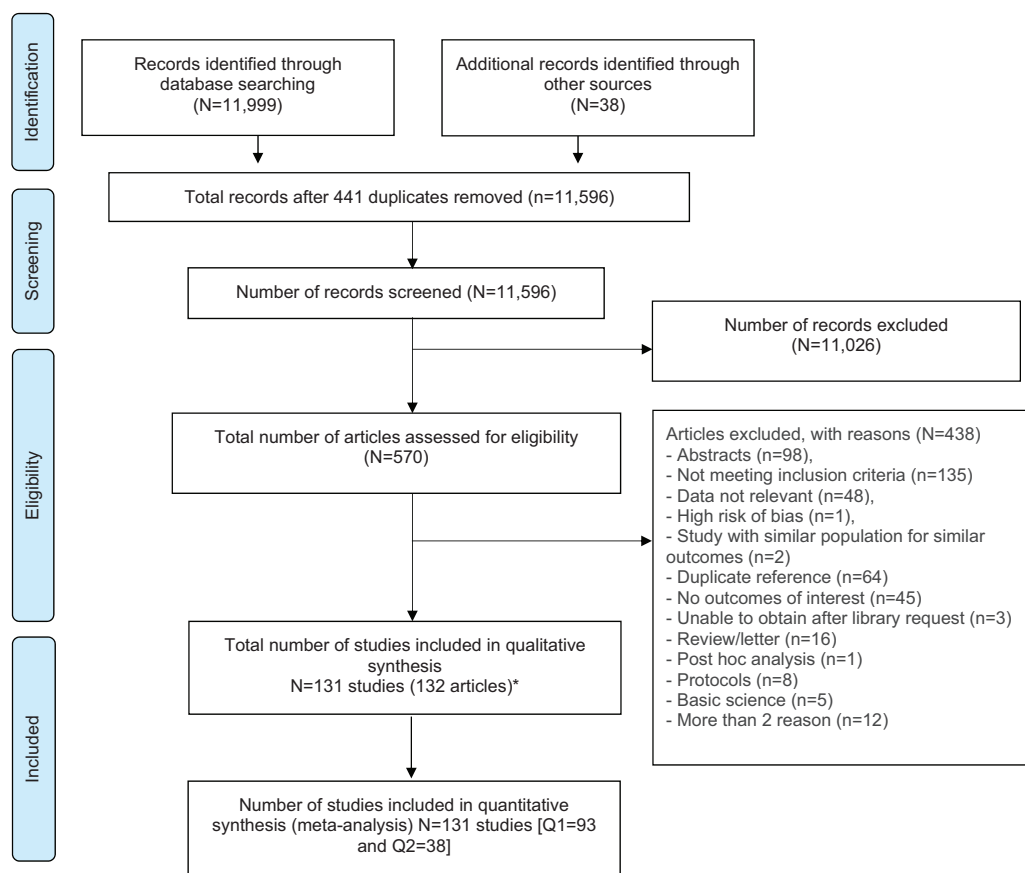 Identification
Records identified through
database searching
(N=11,999)
Additional records identified through
other sources
(N=38)
Total records after 441 duplicates removed (n=11,596)
Screening
Number of records screened (N=11,596)
Number of records excluded
(N=11,026)
Eligibility
Total number of articles assessed for eligibility
(N=570)
Articles excluded, with reasons (N=438)
- Abstracts (n=98),
- Not meeting inclusion criteria (n=135)
- Data not relevant (n=48),
- High risk of bias (n=1),
- Study with similar population for similar
outcomes (n=2)
- Duplicate reference (n=64)
- No outcomes of interest (n=45)
- Unable to obtain after library request (n=3)
- Review/letter (n=16)
- Post hoc analysis (n=1)
- Protocols (n=8)
- Basic science (n=5)
- More than 2 reason (n=12)
Included
Total number of studies included in qualitative
synthesis
N=131 studies (132 articles)*
Number of studies included in quantitative
synthesis (meta-analysis) N=131 studies [Q1=93
and Q2=38]